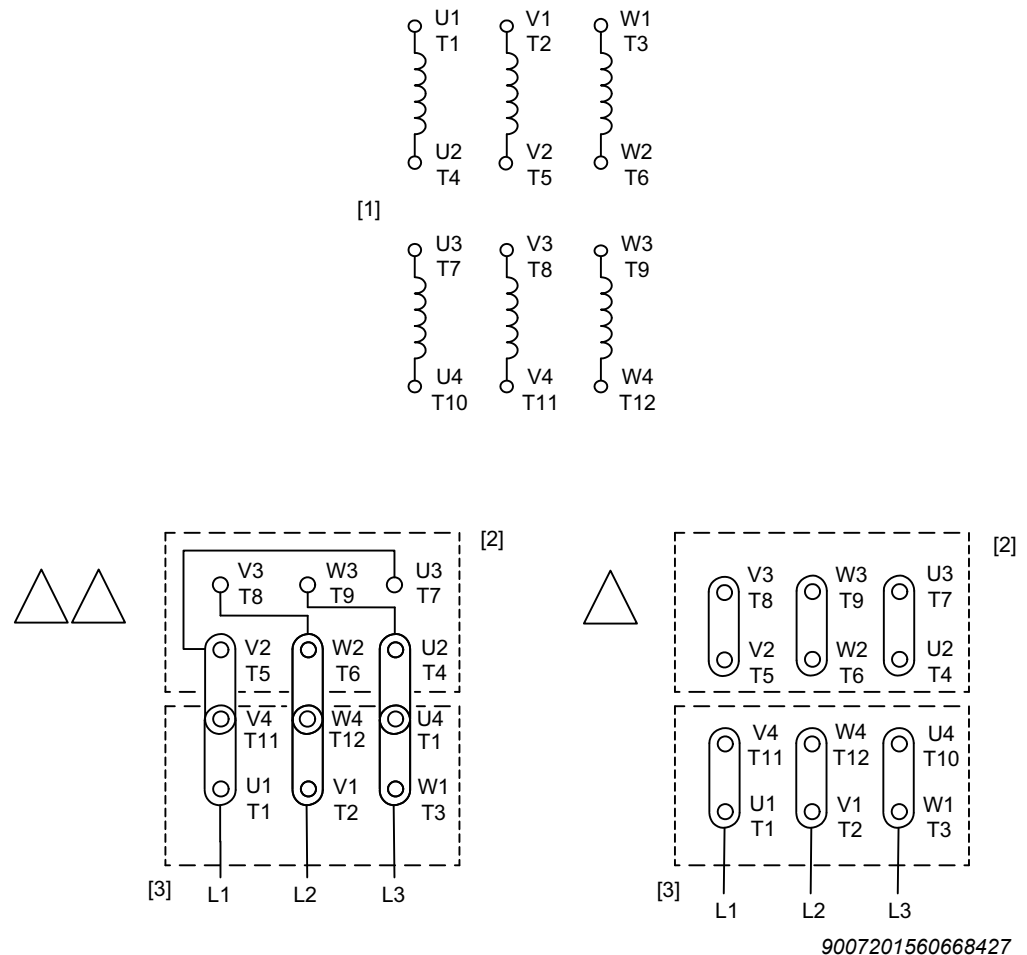 U1 V1 W1
T1 T2 T3
U2 V2 W2
T4 T5 T6
[1]
U3 V3 W3
T7 T8 T9
U4 V4 W4
T10 T11 T12
[2]
V3 W3 U3
T8 T9 T7
V2 W2 U2
T5 T6 T4
V4 W4 U4
T11 T12 T1
U1 V1 W1
T1 T2 T3
[3] L1 L2 L3
[2]
V3 W3 U3
T8 T9 T7
V2 W2 U2
T5 T6 T4
V4 W4 U4
T11 T12 T10
U1 V1 W1
T1 T2 T3
[3] L1 L2 L3
9007201560668427